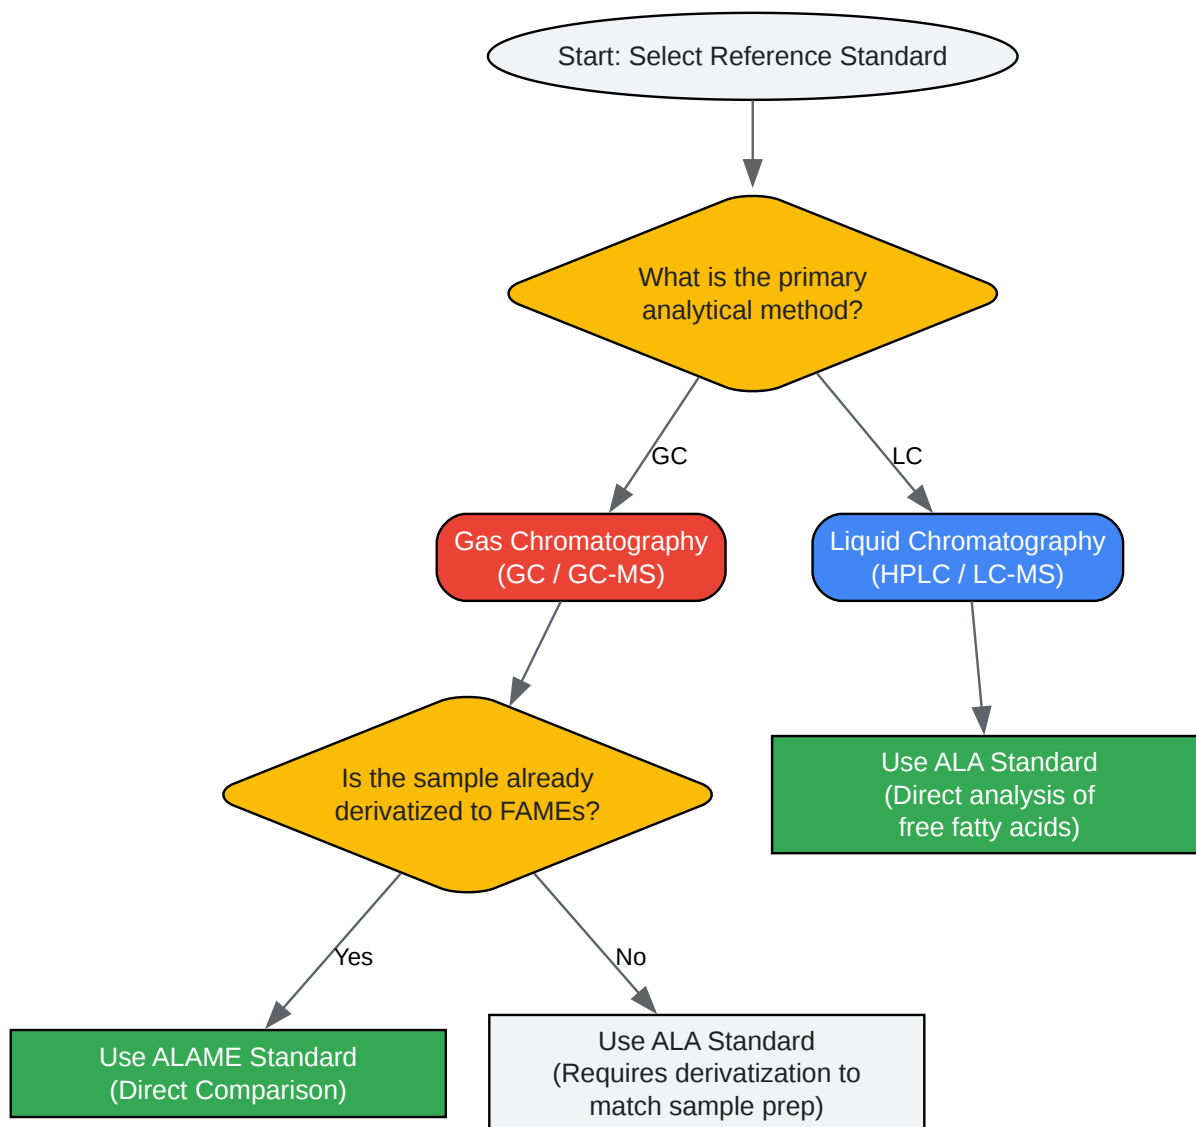 Start: Select Reference Standard
What is the primary
analytical method?
GC
LC
Gas Chromatography
(GC / GC-MS)
Liquid Chromatography
(HPLC / LC-MS)
Is the sample already
derivatized to FAMEs?
Use ALA Standard
(Direct analysis of
free fatty acids)
Yes
No
Use ALAME Standard
(Direct Comparison)
Use ALA Standard
(Requires derivatization to
match sample prep)